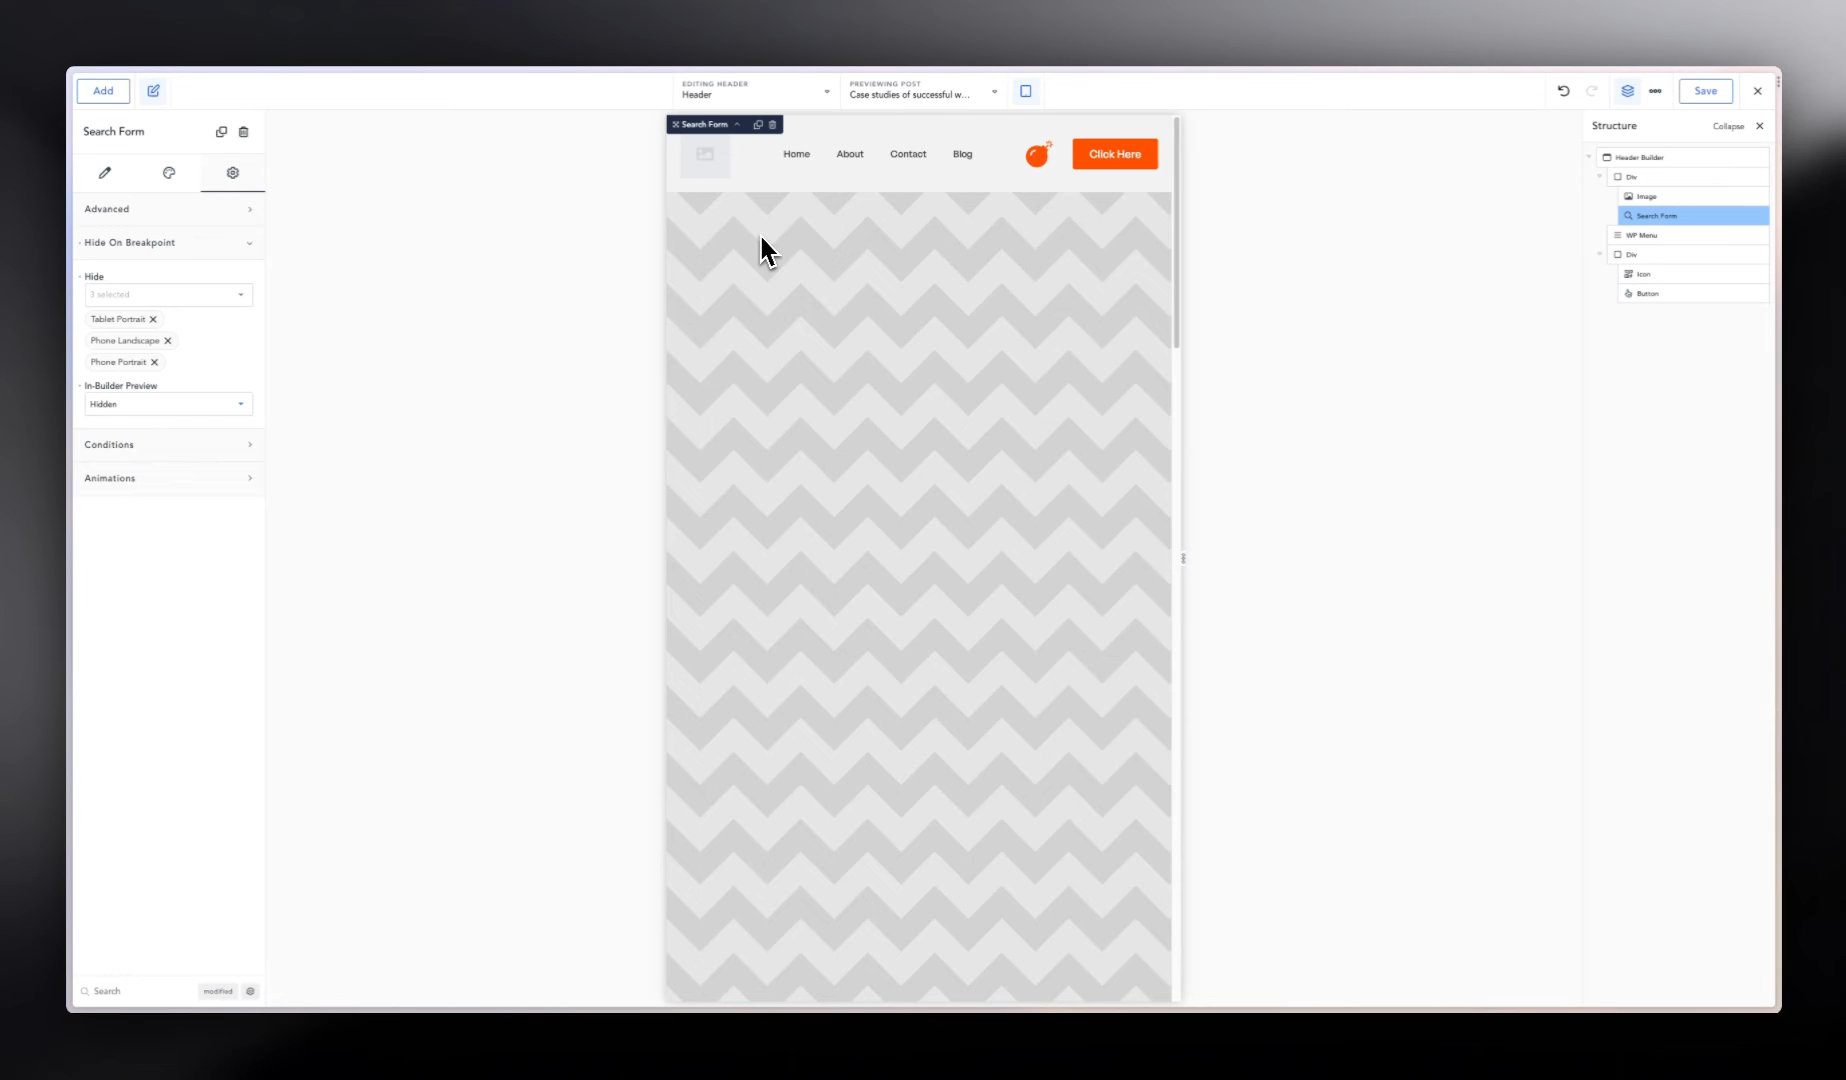 Add
EDITING HEADER
Header
PREVIEWING POST
Case studies of successful w...
Save
Search Form
Advanced
Hide On Breakpoint
Hide
3 selected
Tablet Portrait
Phone Landscape
Phone Portrait
In-Builder Preview
Hidden
Conditions
Animations
Search
modified
Search Form
Home
About
Contact
Blog
Click Here
Structure
Collapse
Header Builder
Div
Image
Search Form
WP Menu
Div
Icon
Button